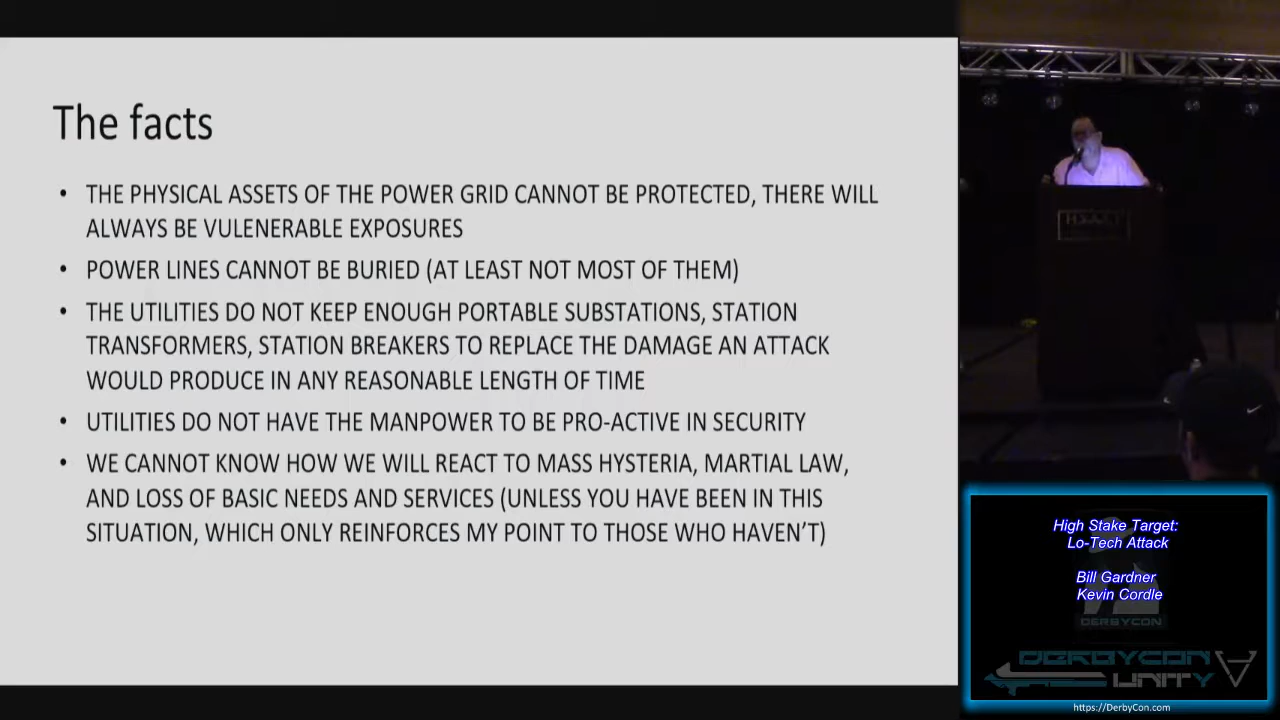 The facts
• THE PHYSICAL ASSETS OF THE POWER GRID CANNOT BE PROTECTED, THERE WILL
ALWAYS BE VULENERABLE EXPOSURES
• POWER LINES CANNOT BE BURIED (AT LEAST NOT MOST OF THEM)
• THE UTILITIES DO NOT KEEP ENOUGH PORTABLE SUBSTATIONS, STATION
TRANSFORMERS, STATION BREAKERS TO REPLACE THE DAMAGE AN ATTACK
WOULD PRODUCE IN ANY REASONABLE LENGTH OF TIME
• UTILITIES DO NOT HAVE THE MANPOWER TO BE PRO-ACTIVE IN SECURITY
• WE CANNOT KNOW HOW WE WILL REACT TO MASS HYSTERIA, MARTIAL LAW,
AND LOSS OF BASIC NEEDS AND SERVICES (UNLESS YOU HAVE BEEN IN THIS
SITUATION, WHICH ONLY REINFORCES MY POINT TO THOSE WHO HAVEN'T)
HYATT
High Stake Target:
Lo-Tech Attack
Bill Gardner
Kevin Cordle
DERBYCON
DERBYCON
UNITY
https://DerbyCon.com